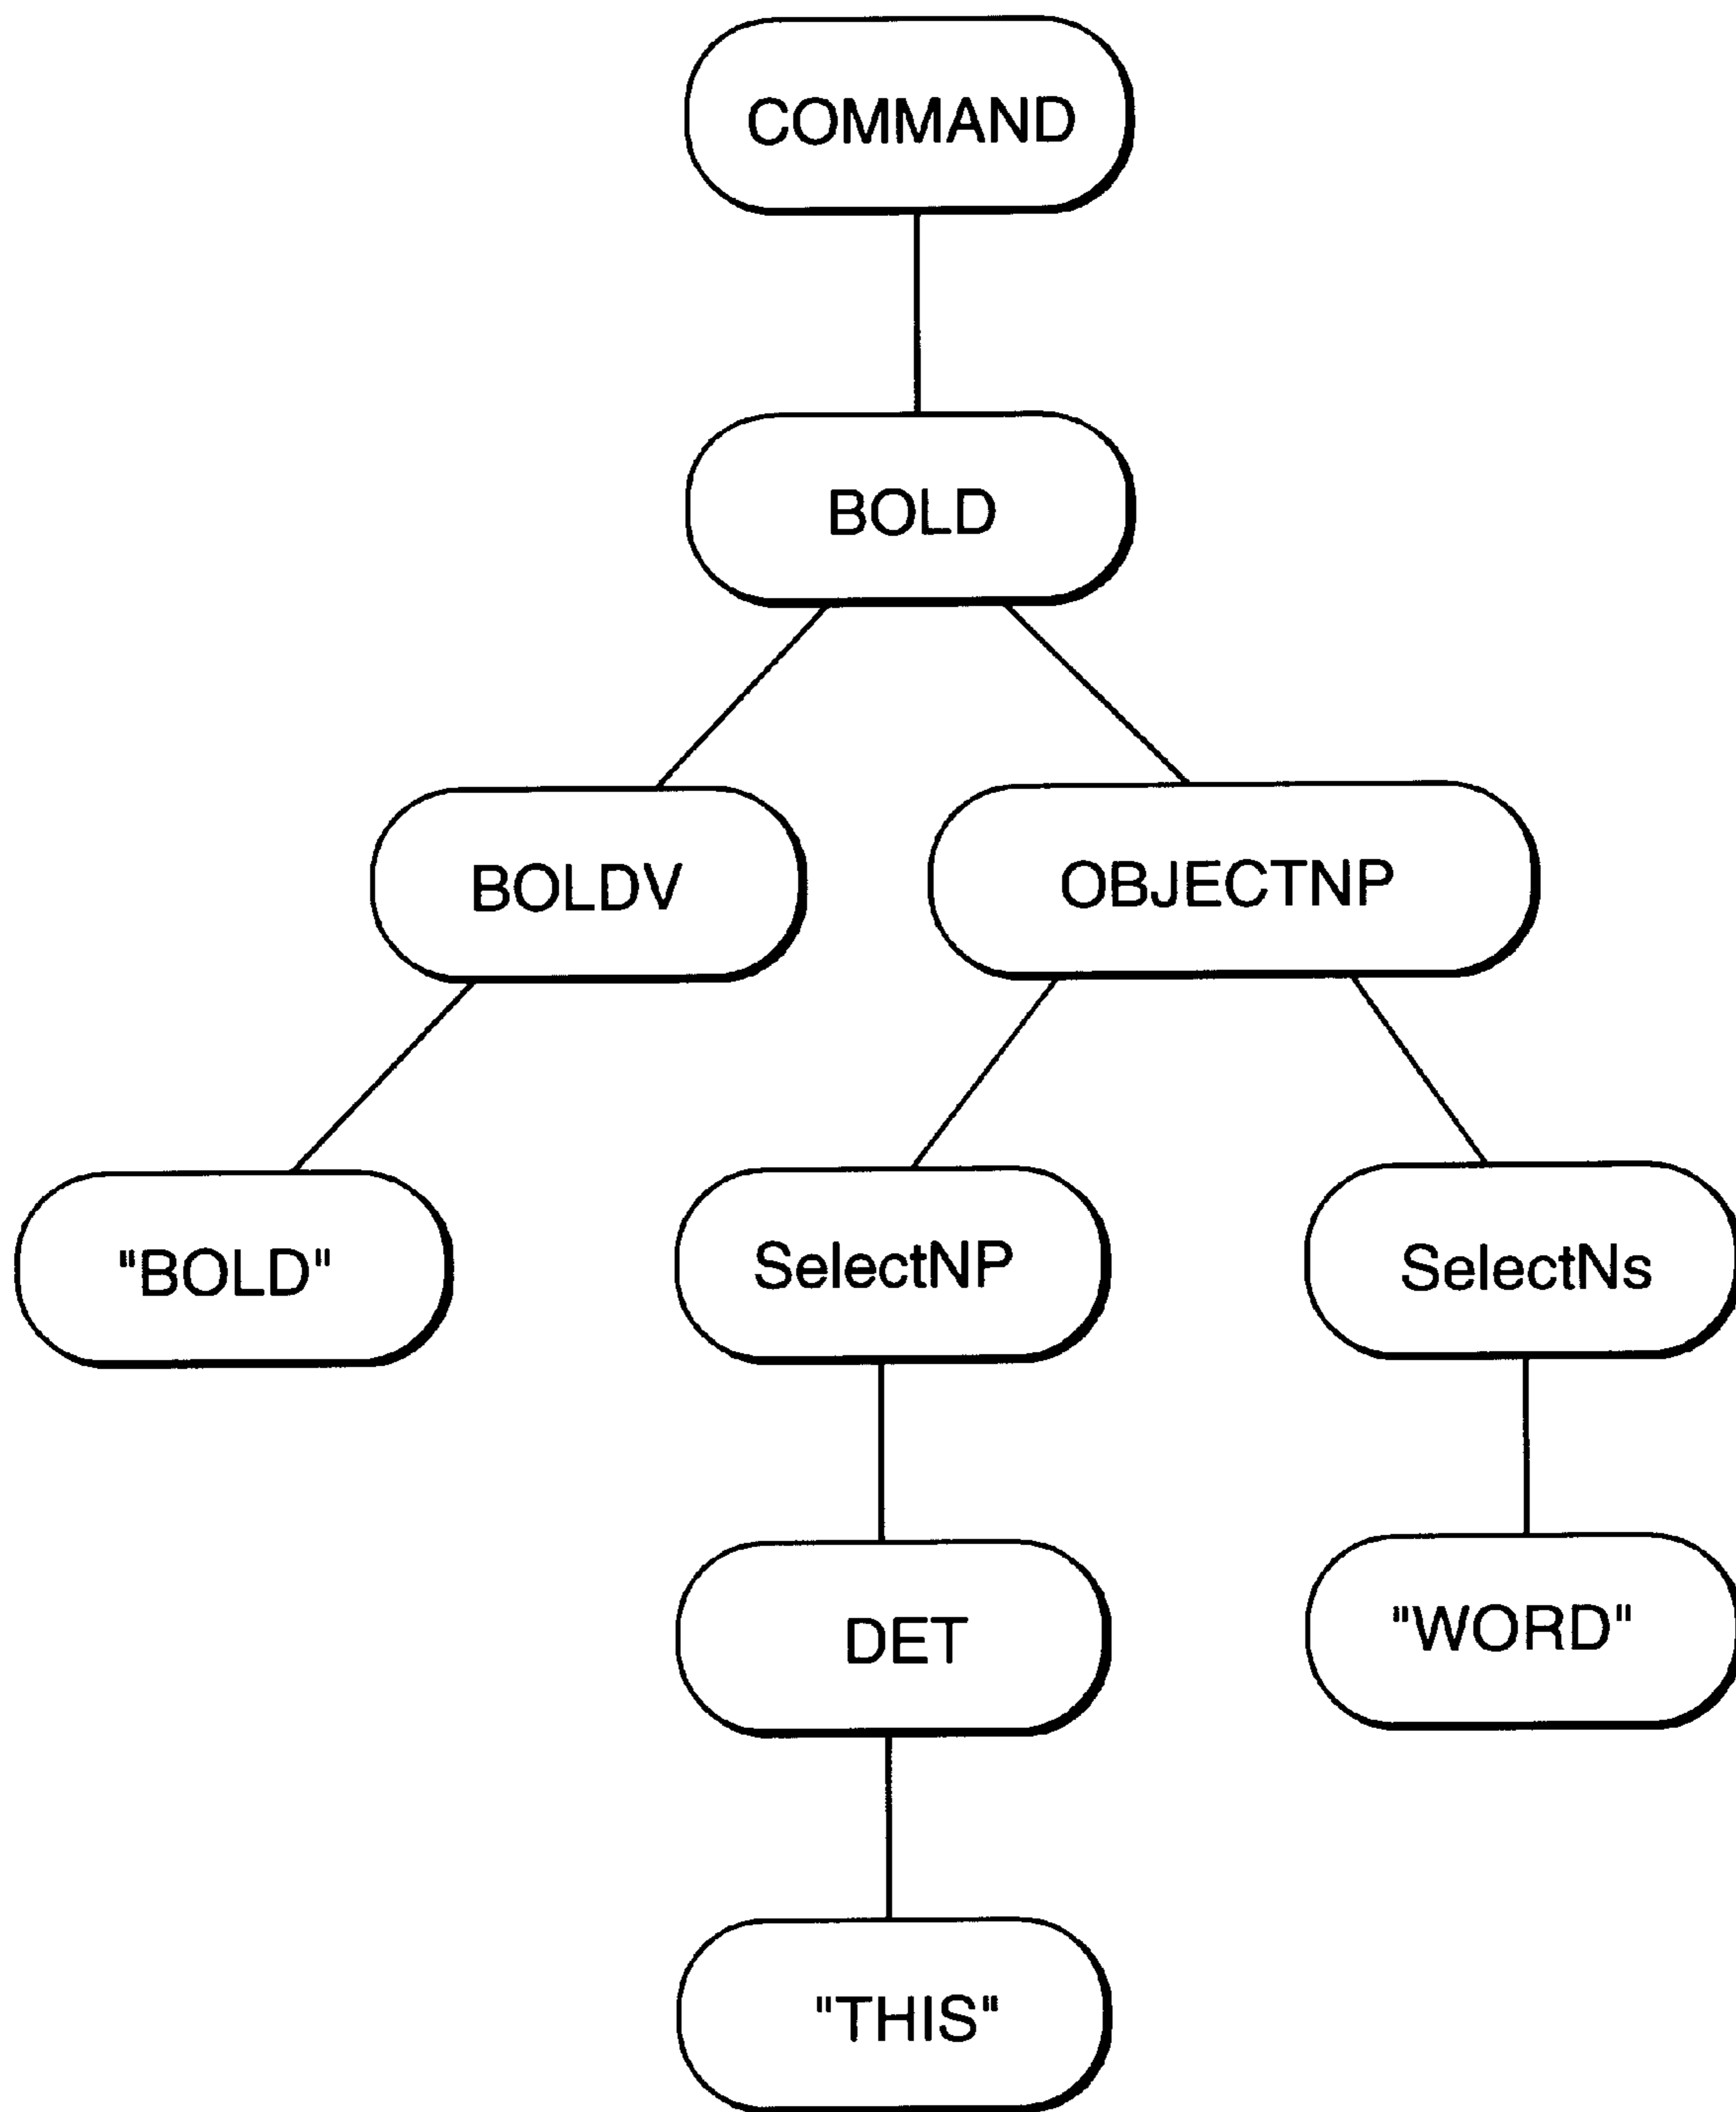 COMMAND
BOLD
BOLDV
OBJECTNP
"BOLD"
SelectNP
SelectNs
DET
"WORD"
"THIS"